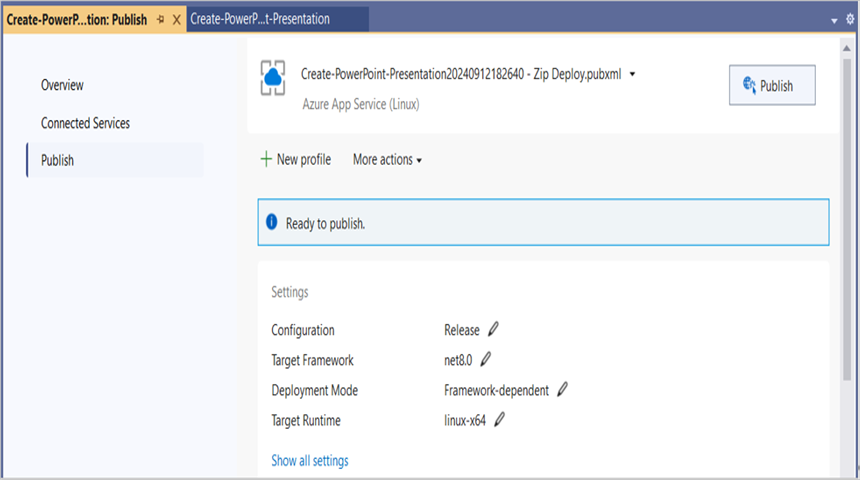 Create-PowerP...tion: Publish
Create-PowerP...t-Presentation
Overview
Connected Services
Publish
Create-PowerPoint-Presentation20240912182640 - Zip Deploy.pubxml
Azure App Service (Linux)
Publish
New profile
More actions
Ready to publish.
Settings
Configuration Release
Target Framework net8.0
Deployment Mode Framework-dependent
Target Runtime linux-x64
Show all settings